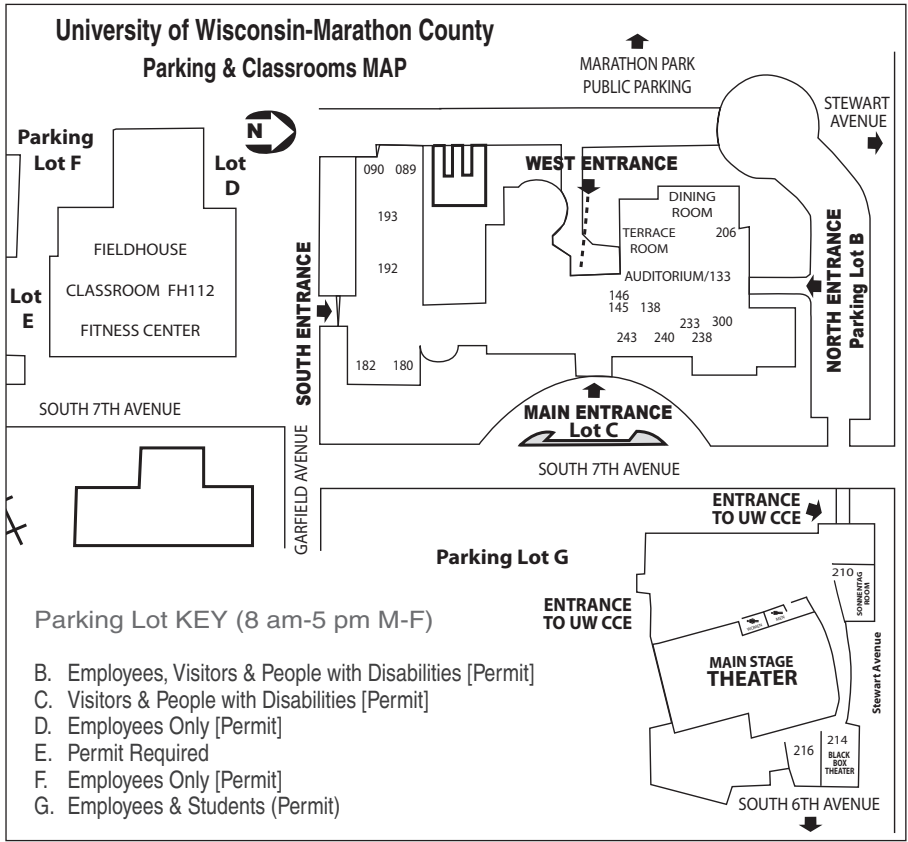 University of Wisconsin-Marathon County
Parking & Classrooms MAP
MARATHON PARK
PUBLIC PARKING
STEWART
AVENUE
Parking
Lot F
N
Lot
D
WEST ENTRANCE
090 089
193
192
DINING
ROOM
TERRACE
ROOM
206
AUDITORIUM/133
146
145 138
233 300
243 240 238
182 180
FIELDHOUSE
CLASSROOM FH112
FITNESS CENTER
Lot
E
SOUTH ENTRANCE
NORTH ENTRANCE
Parking Lot B
SOUTH 7TH AVENUE
MAIN ENTRANCE
Lot C
SOUTH 7TH AVENUE
GARFIELD AVENUE
ENTRANCE
TO UW CCE
Parking Lot G
210
SONNENTAG
ROOM
ENTRANCE
TO UW CCE
WOMEN
MEN
MAIN STAGE
THEATER
Stewart Avenue
216
214
BLACK
BOX
THEATER
SOUTH 6TH AVENUE
Parking Lot KEY (8 am-5 pm M-F)
B. Employees, Visitors & People with Disabilities [Permit]
C. Visitors & People with Disabilities [Permit]
D. Employees Only [Permit]
E. Permit Required
F. Employees Only [Permit]
G. Employees & Students (Permit)